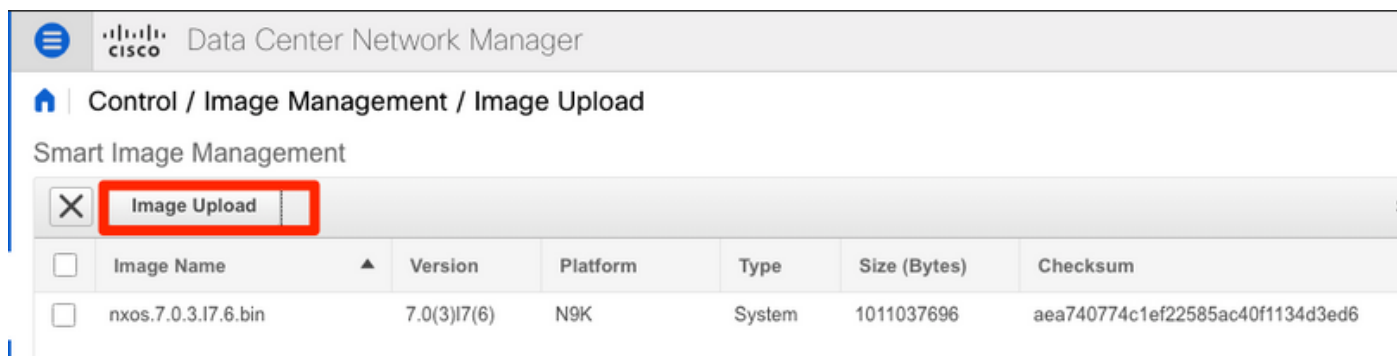 cisco Data Center Network Manager
Control / Image Management / Image Upload
Smart Image Management
Image Upload
Image Name Version Platform Type Size (Bytes) Checksum
nxos.7.0.3.I7.6.bin 7.0(3)I7(6) N9K System 1011037696 aea740774c1ef22585ac40f1134d3ed6